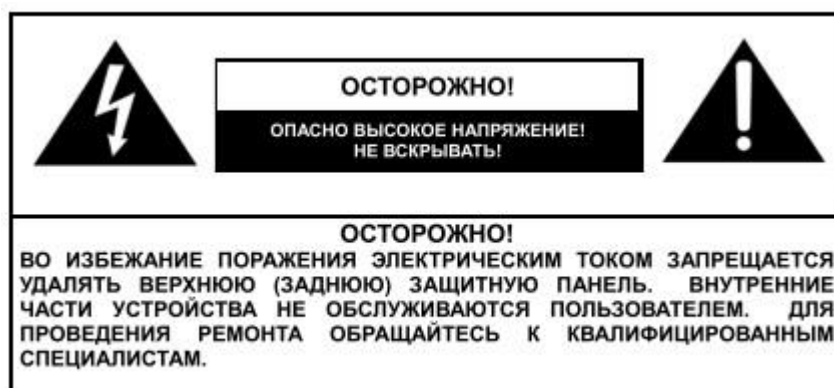 ОСТОРОЖНО!
ОПАСНО ВЫСОКОЕ НАПРЯЖЕНИЕ!
НЕ ВСКРЫВАТЬ!
ОСТОРОЖНО!
ВО ИЗБЕЖАНИЕ ПОРАЖЕНИЯ ЭЛЕКТРИЧЕСКИМ ТОКОМ ЗАПРЕЩАЕТСЯ
УДАЛЯТЬ ВЕРХНЮЮ (ЗАДНЮЮ) ЗАЩИТНУЮ ПАНЕЛЬ. ВНУТРЕННИЕ
ЧАСТИ УСТРОЙСТВА НЕ ОБСЛУЖИВАЮТСЯ ПОЛЬЗОВАТЕЛЕМ. ДЛЯ
ПРОВЕДЕНИЯ РЕМОНТА ОБРАЩАЙТЕСЬ К КВАЛИФИЦИРОВАННЫМ
СПЕЦИАЛИСТАМ.